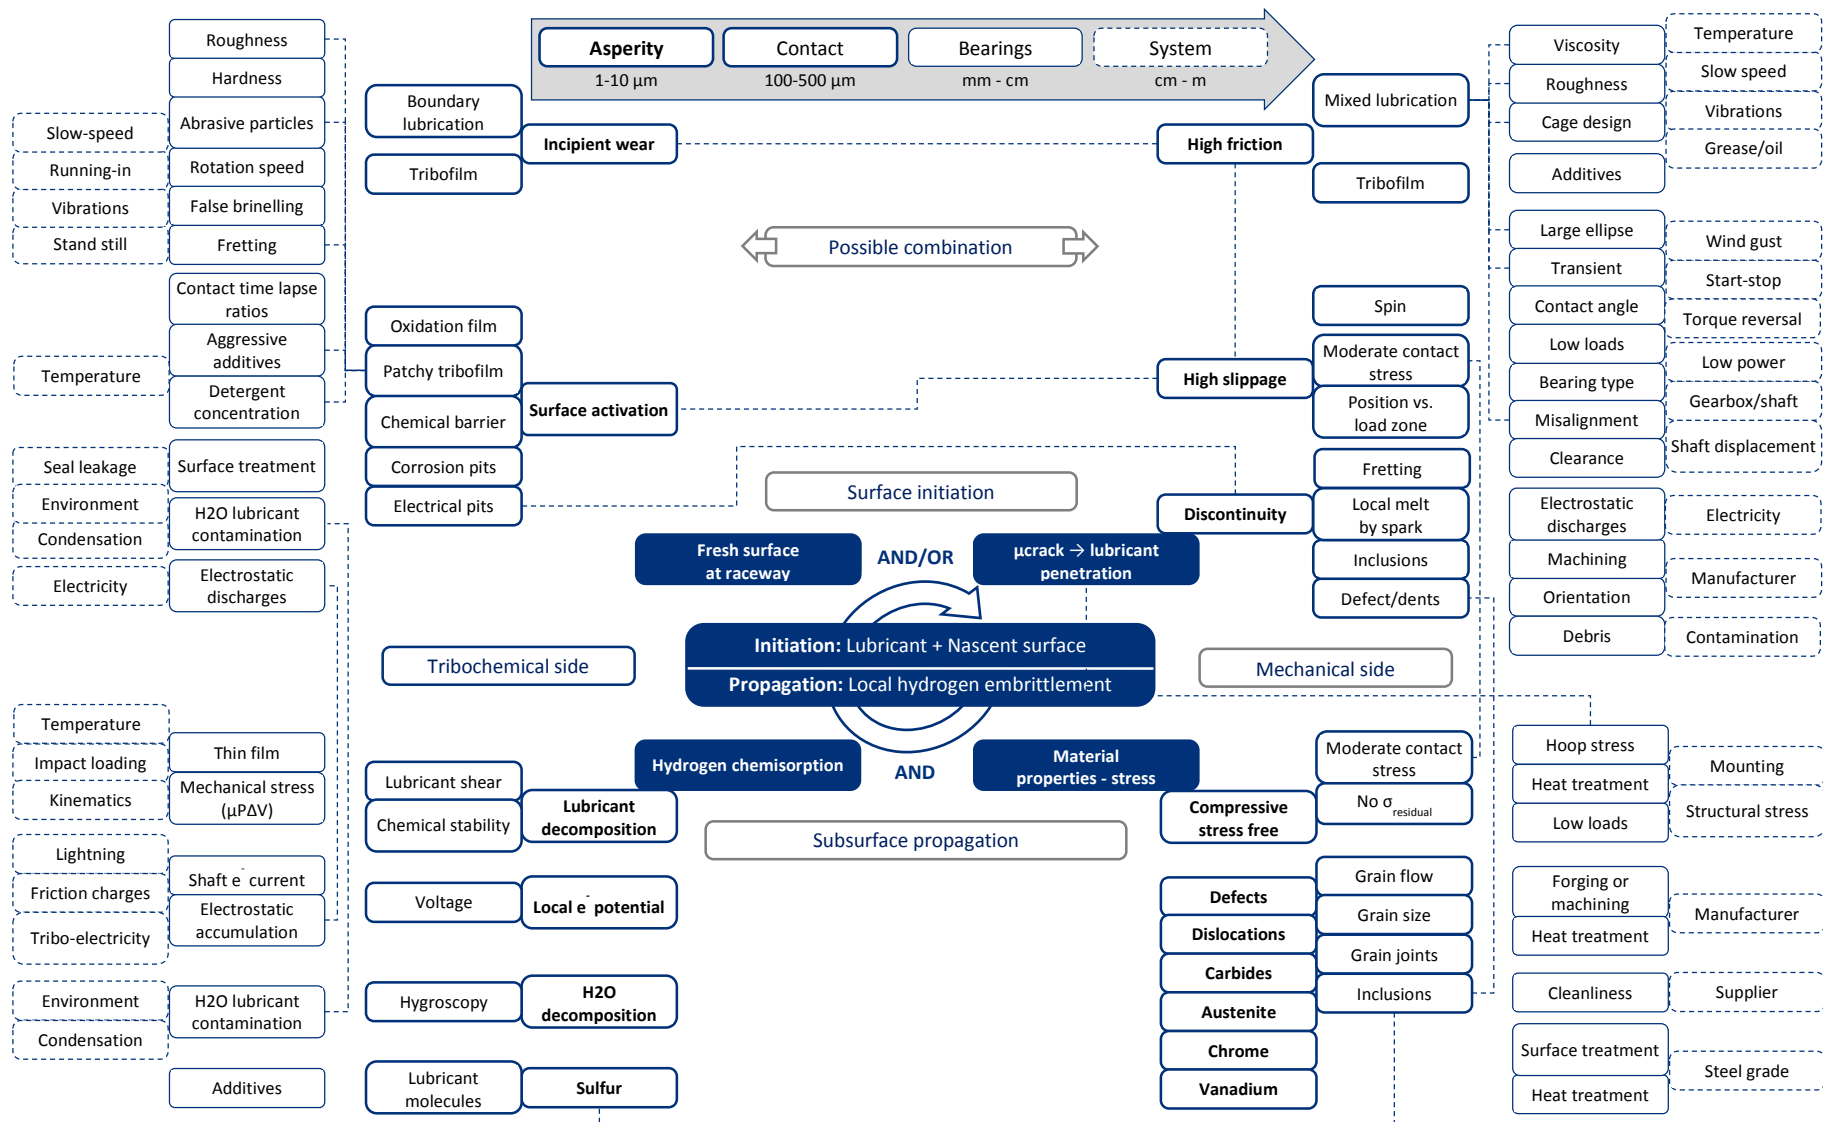 Asperity
Contact
Bearings
System
1-10 µm
100-500 µm
mm - cm
cm - m
Roughness
Hardness
Abrasive particles
Rotation speed
False brinelling
Fretting
Slow-speed
Running-in
Vibrations
Stand still
Contact time lapse
ratios
Aggressive
additives
Detergent
concentration
Temperature
Surface treatment
H2O lubricant
contamination
Electrostatic
discharges
Seal leakage
Environment
Condensation
Electricity
Boundary
lubrication
Tribofilm
Incipient wear
Oxidation film
Patchy tribofilm
Chemical barrier
Corrosion pits
Electrical pits
Surface activation
Possible combination
Surface initiation
High friction
High slippage
Discontinuity
Mixed lubrication
Tribofilm
Spin
Moderate contact
stress
Position vs.
load zone
Fretting
Local melt
by spark
Inclusions
Defect/dents
Viscosity
Roughness
Cage design
Additives
Temperature
Slow speed
Vibrations
Grease/oil
Large ellipse
Transient
Contact angle
Low loads
Bearing type
Misalignment
Clearance
Wind gust
Start-stop
Torque reversal
Low power
Gearbox/shaft
Shaft displacement
Electrostatic
discharges
Machining
Orientation
Debris
Electricity
Manufacturer
Contamination
Fresh surface
at raceway
AND/OR
µcrack → lubricant
penetration
Initiation: Lubricant + Nascent surface
Propagation: Local hydrogen embrittlement
Tribochemical side
Mechanical side
Hydrogen chemisorption
AND
Material
properties - stress
Subsurface propagation
Temperature
Impact loading
Kinematics
Thin film
Mechanical stress
(µPΔV)
Lightning
Friction charges
Tribo-electricity
Shaft e⁻ current
Electrostatic
accumulation
Environment
Condensation
H2O lubricant
contamination
Additives
Lubricant shear
Chemical stability
Lubricant
decomposition
Voltage
Local e⁻ potential
Hygroscopy
H2O
decomposition
Lubricant
molecules
Sulfur
Compressive
stress free
Moderate contact
stress
No σresidual
Defects
Dislocations
Carbides
Austenite
Chrome
Vanadium
Grain flow
Grain size
Grain joints
Inclusions
Hoop stress
Heat treatment
Low loads
Mounting
Structural stress
Forging or
machining
Heat treatment
Manufacturer
Cleanliness
Supplier
Surface treatment
Heat treatment
Steel grade